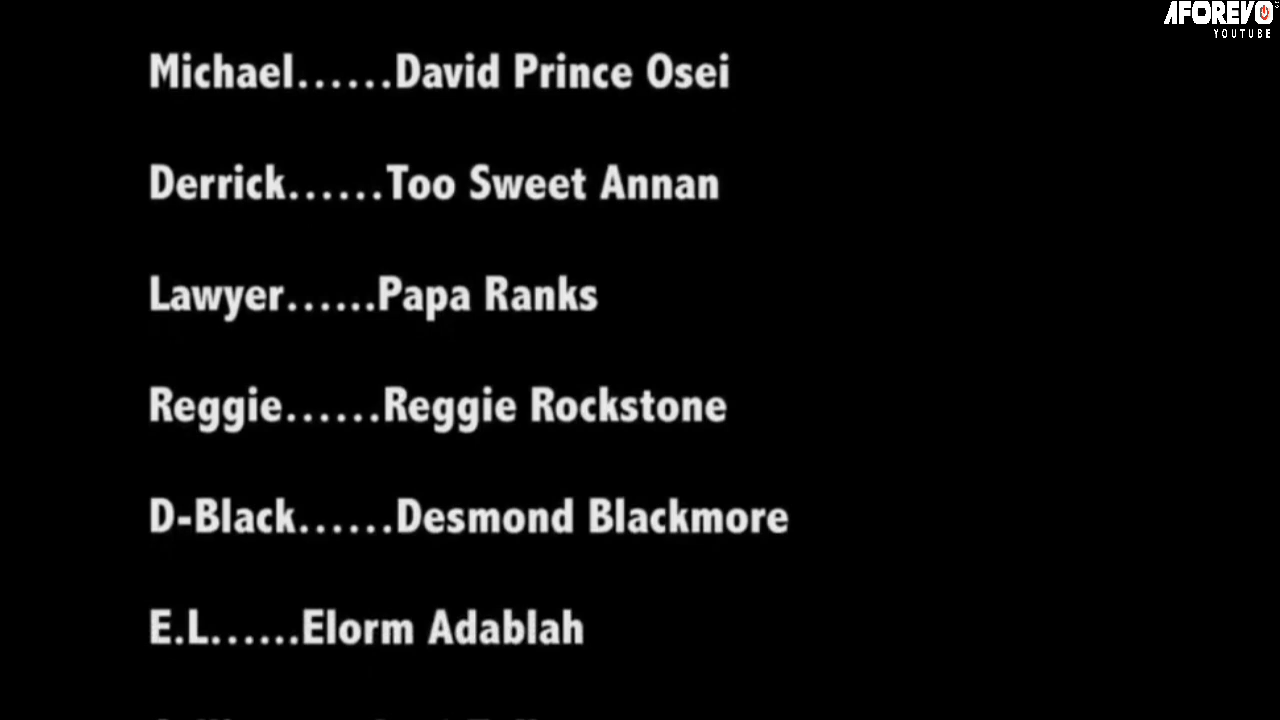 AFOREVO
YOUTUBE
Michael......David Prince Osei
Derrick......Too Sweet Annan
Lawyer......Papa Ranks
Reggie......Reggie Rockstone
D-Black......Desmond Blackmore
E.L......Elorm Adablah